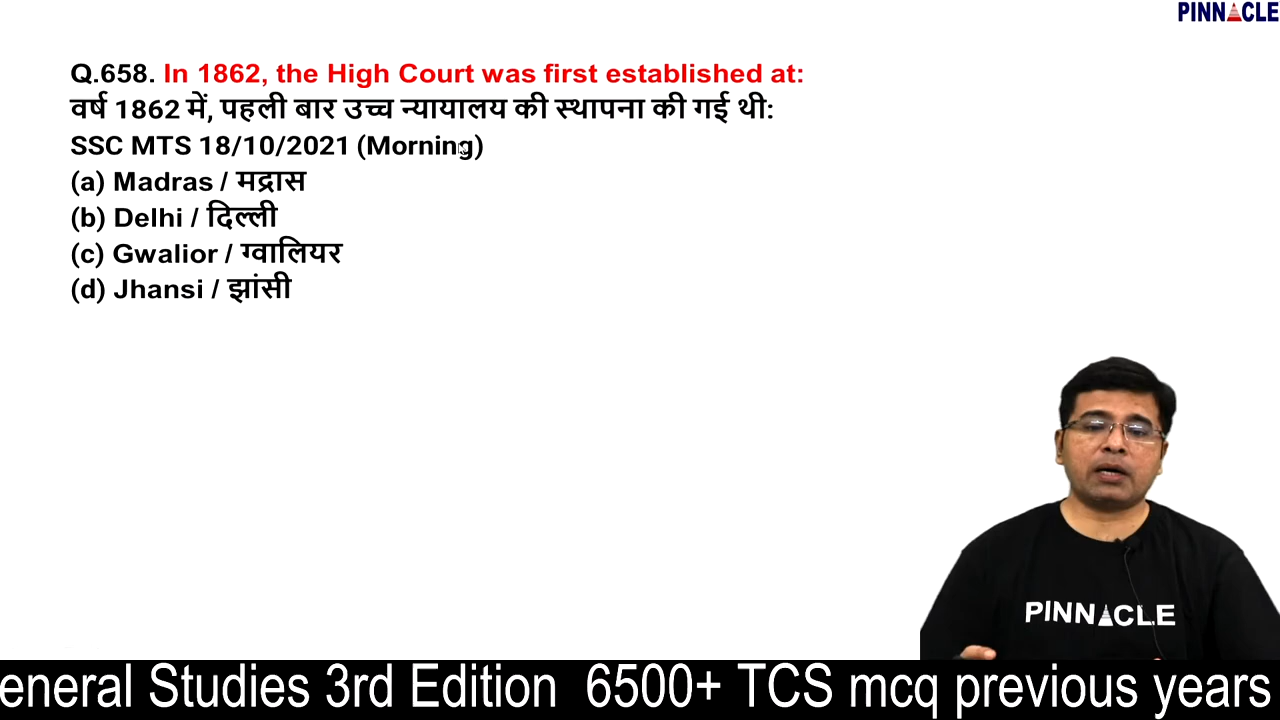 PINNACLE
Q.658. In 1862, the High Court was first established at:
वर्ष 1862 में, पहली बार उच्च न्यायालय की स्थापना की गई थी:
SSC MTS 18/10/2021 (Morning)
(a) Madras / मद्रास
(b) Delhi / दिल्ली
(c) Gwalior / ग्वालियर
(d) Jhansi / झांसी
PINNACLE
eneral Studies 3rd Edition 6500+ TCS mcq previous years